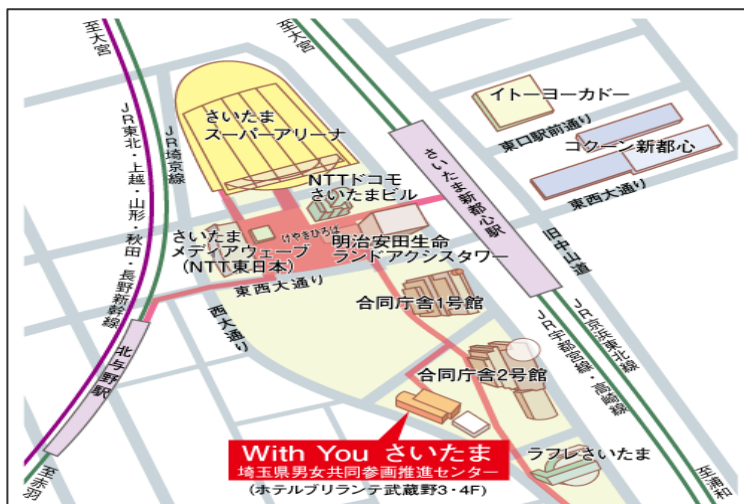 至大宮
至大宮
JR東北・上越・山形・秋田・長野新幹線
JR埼京線
さいたま
スーパーアリーナ
イトーヨーカドー
東口駅前通り
コクーン新都心
東西大通り
さいたま新都心駅
NTTドコモ
さいたまビル
けやきひろば
さいたま
メディアウェーブ
(NTT東日本)
明治安田生命
ランドアクシスタワー
旧中山道
東西大通り
西大通り
合同庁舎1号館
北与野駅
合同庁舎2号館
JR京浜東北線
JR宇都宮線・高崎線
With You さいたま
埼玉県男女共同参画推進センター
(ホテルブリランテ武蔵野3・4F)
ラフレさいたま
至赤羽
至浦和